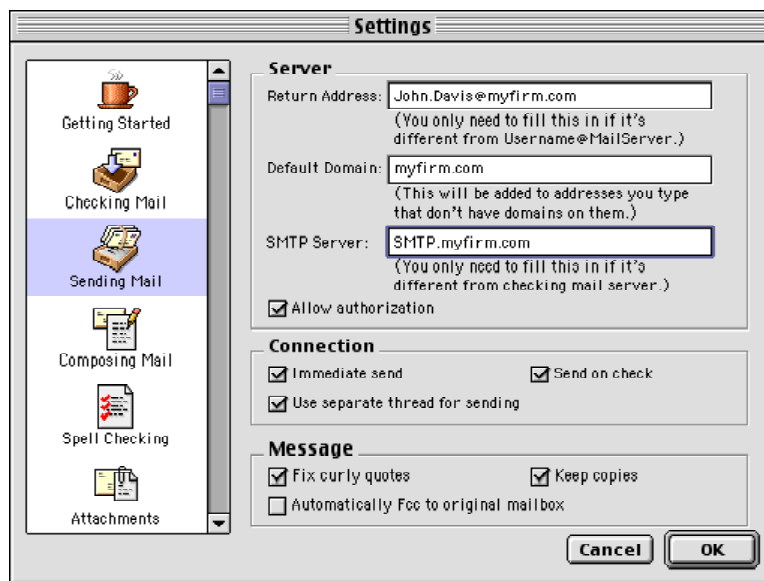 Settings
Getting Started
Checking Mail
Sending Mail
Composing Mail
Spell Checking
Attachments
Server
Return Address: John.Davis@myfirm.com
(You only need to fill this in if it's
different from Username@MailServer.)
Default Domain: myfirm.com
(This will be added to addresses you type
that don't have domains on them.)
SMTP Server: SMTP.myfirm.com
(You only need to fill this in if it's
different from checking mail server.)
Allow authorization
Connection
Immediate send Send on check
Use separate thread for sending
Message
Fix curly quotes Keep copies
Automatically Fcc to original mailbox
Cancel OK